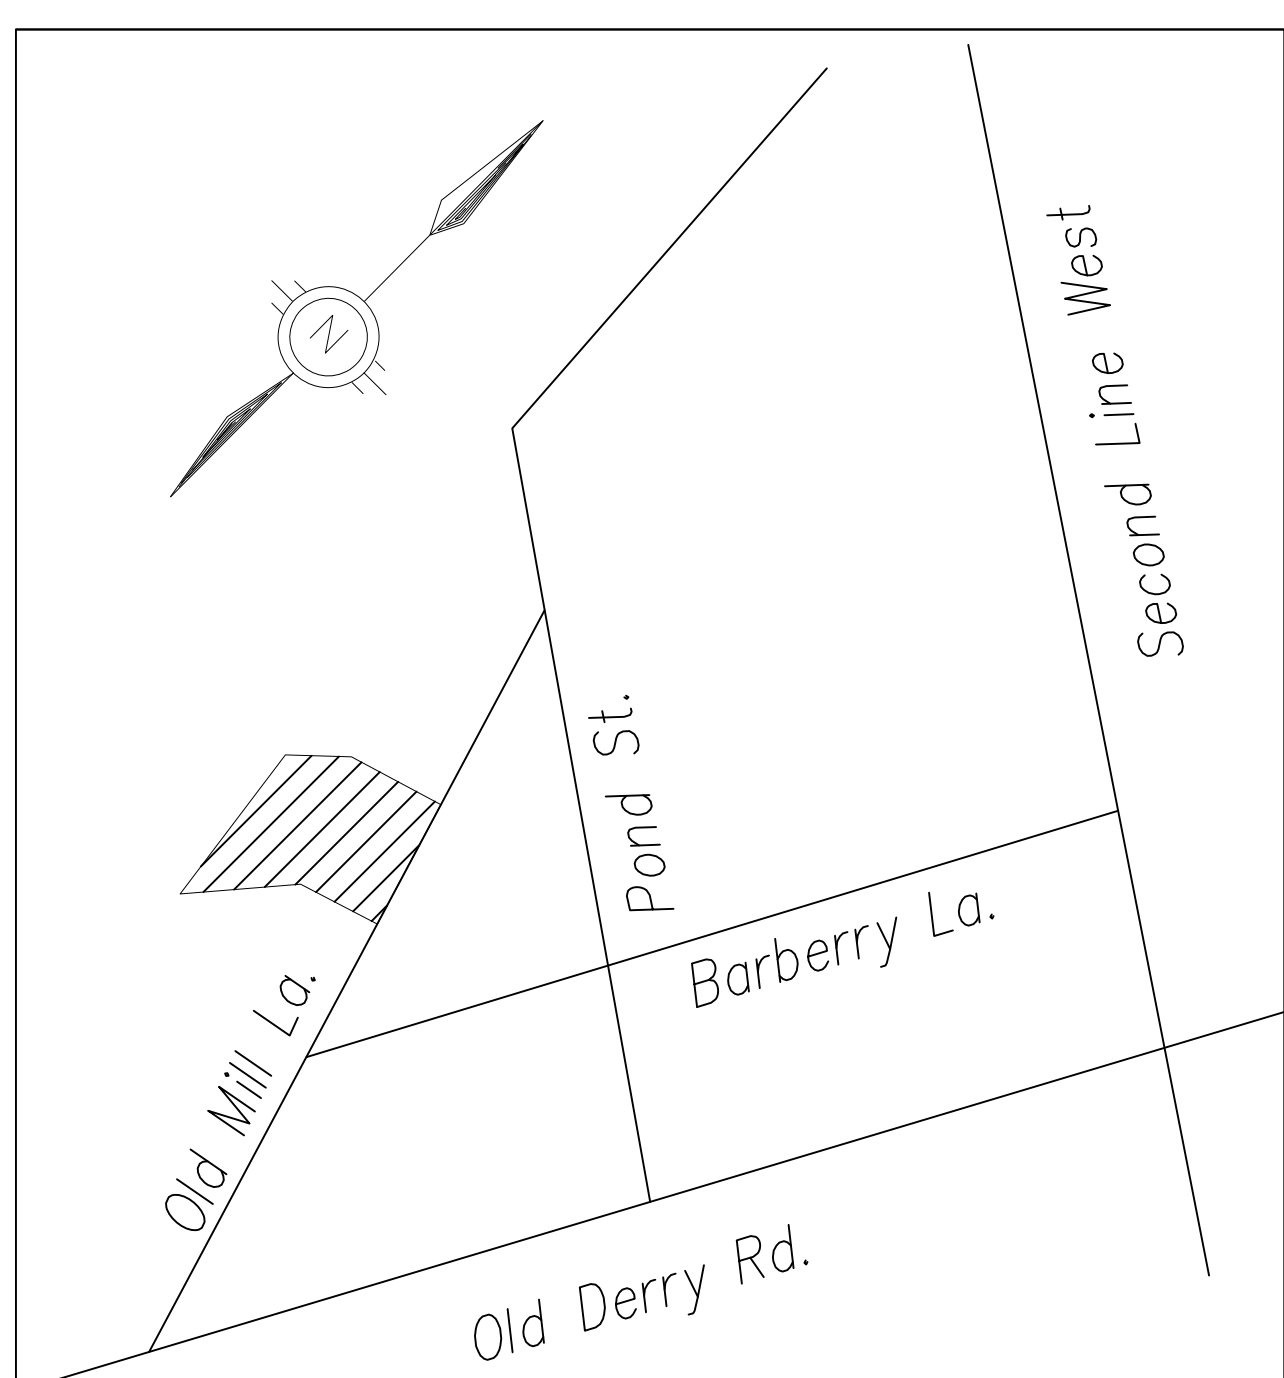 N
Second Line West
Pond St.
Barberry La.
Old Mill La.
Old Derry Rd.